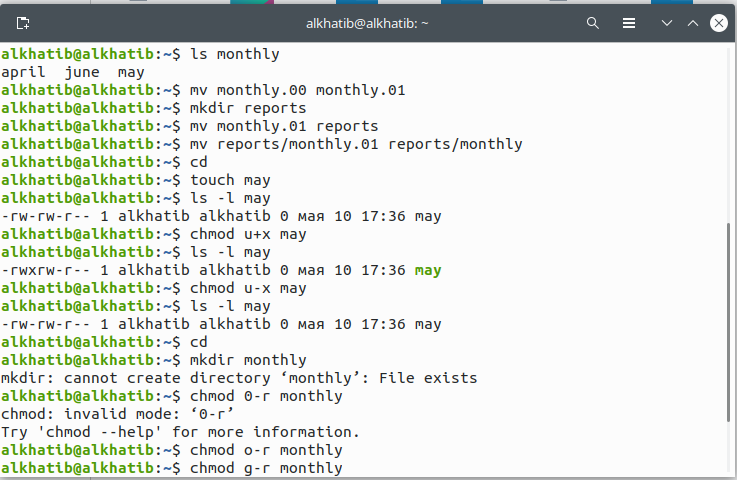 alkhatib@alkhatib: ~
alkhatib@alkhatib:~$ ls monthly
april  june  may
alkhatib@alkhatib:~$ mv monthly.00 monthly.01
alkhatib@alkhatib:~$ mkdir reports
alkhatib@alkhatib:~$ mv monthly.01 reports
alkhatib@alkhatib:~$ mv reports/monthly.01 reports/monthly
alkhatib@alkhatib:~$ cd
alkhatib@alkhatib:~$ touch may
alkhatib@alkhatib:~$ ls -l may
-rw-rw-r-- 1 alkhatib alkhatib 0 мая 10 17:36 may
alkhatib@alkhatib:~$ chmod u+x may
alkhatib@alkhatib:~$ ls -l may
-rwxrw-r-- 1 alkhatib alkhatib 0 мая 10 17:36 may
alkhatib@alkhatib:~$ chmod u-x may
alkhatib@alkhatib:~$ ls -l may
-rw-rw-r-- 1 alkhatib alkhatib 0 мая 10 17:36 may
alkhatib@alkhatib:~$ cd
alkhatib@alkhatib:~$ mkdir monthly
mkdir: cannot create directory ‘monthly’: File exists
alkhatib@alkhatib:~$ chmod 0-r monthly
chmod: invalid mode: ‘0-r’
Try 'chmod --help' for more information.
alkhatib@alkhatib:~$ chmod o-r monthly
alkhatib@alkhatib:~$ chmod g-r monthly